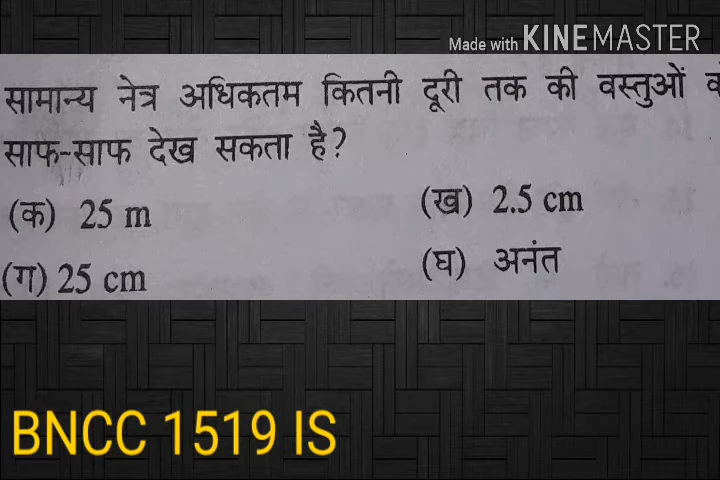 Made with KINEMASTER
सामान्य नेत्र अधिकतम कितनी दूरी तक की वस्तुओं
साफ-साफ देख सकता है?
(क) 25 m (ख) 2.5 cm
(ग) 25 cm (घ) अनंत
BNCC 1519 IS